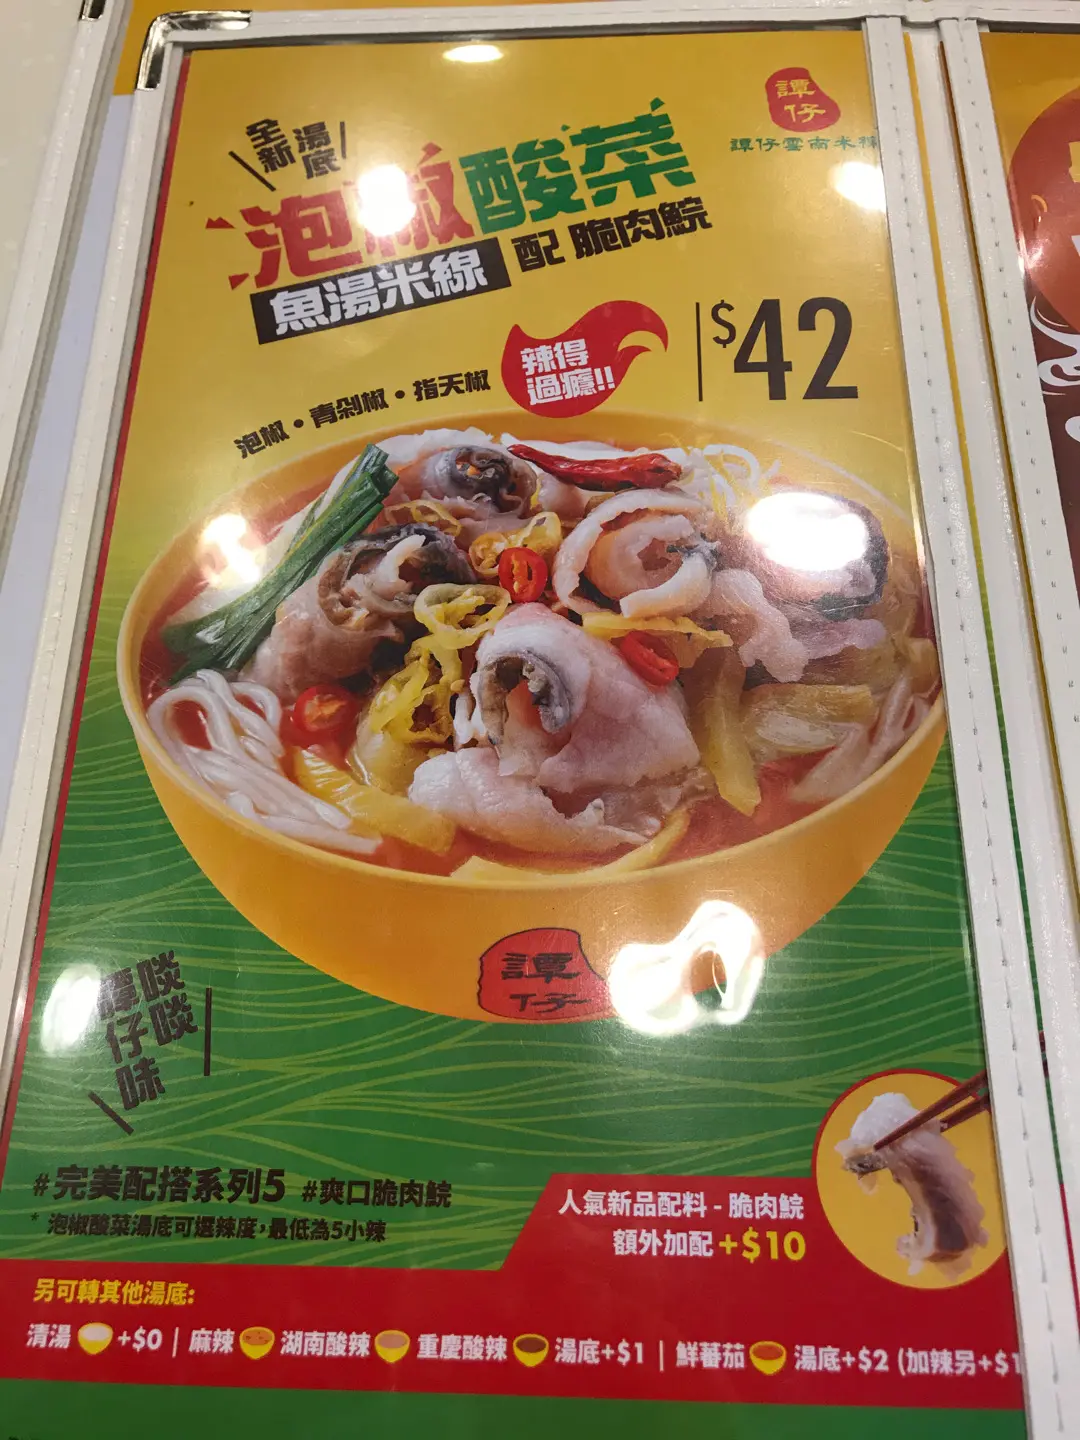 譚仔
譚仔雲南米線
全新湯底
泡椒酸菜
魚湯米線 配 脆肉鯇
$42
辣得
過癮!!
泡椒•青剁椒•指天椒
譚仔
啖啖
譚仔味
#完美配搭系列5 #爽口脆肉鯇
* 泡椒酸菜湯底可選辣度,最低為5小辣
人氣新品配料 - 脆肉鯇
額外加配+$10
另可轉其他湯底:
清湯 +$0 | 麻辣 湖南酸辣 重慶酸辣 湯底+$1 | 鮮蕃茄 湯底+$2 (加辣另+$1